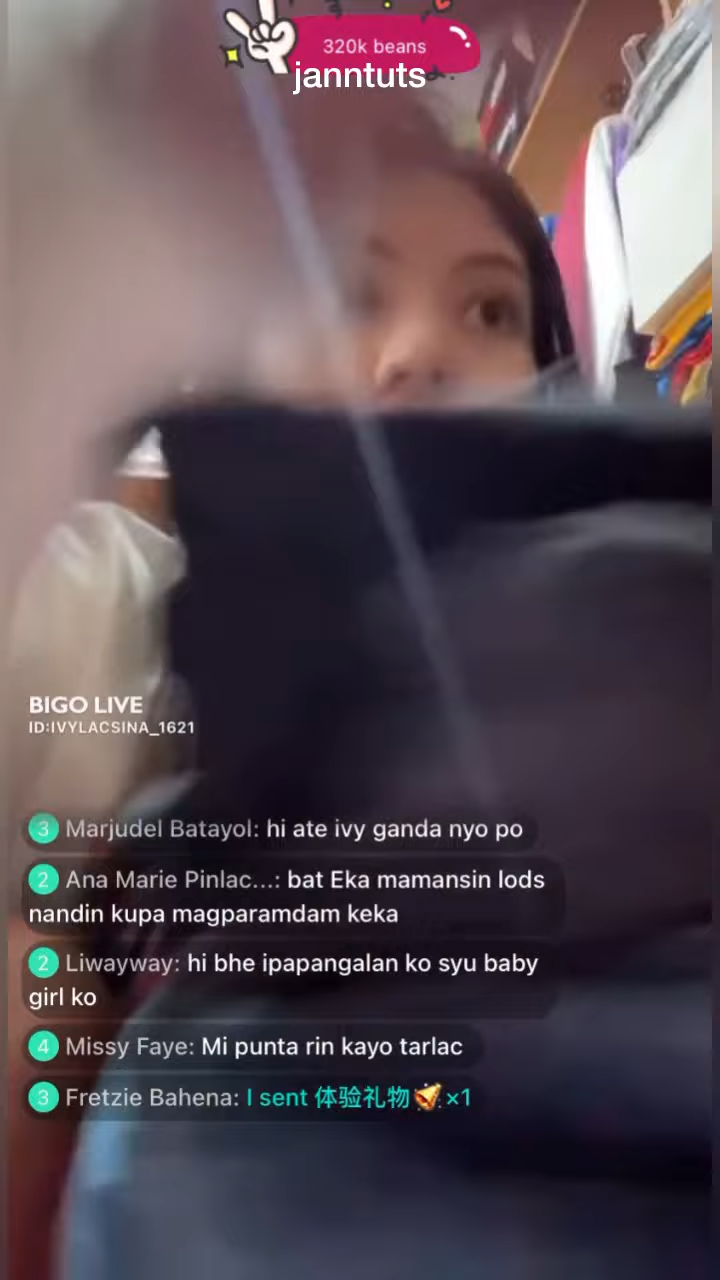 320k beans
janntuts
BIGO LIVE
ID:IVYLACSINA_1621
3 Marjudel Batayol: hi ate ivy ganda nyo po
2 Ana Marie Pinlac...: bat Eka mamansin lods
nandin kupa magparamdam keka
2 Liwayway: hi bhe ipapangalan ko syu baby
girl ko
4 Missy Faye: Mi punta rin kayo tarlac
3 Fretzie Bahena: I sent 体验礼物 ×1